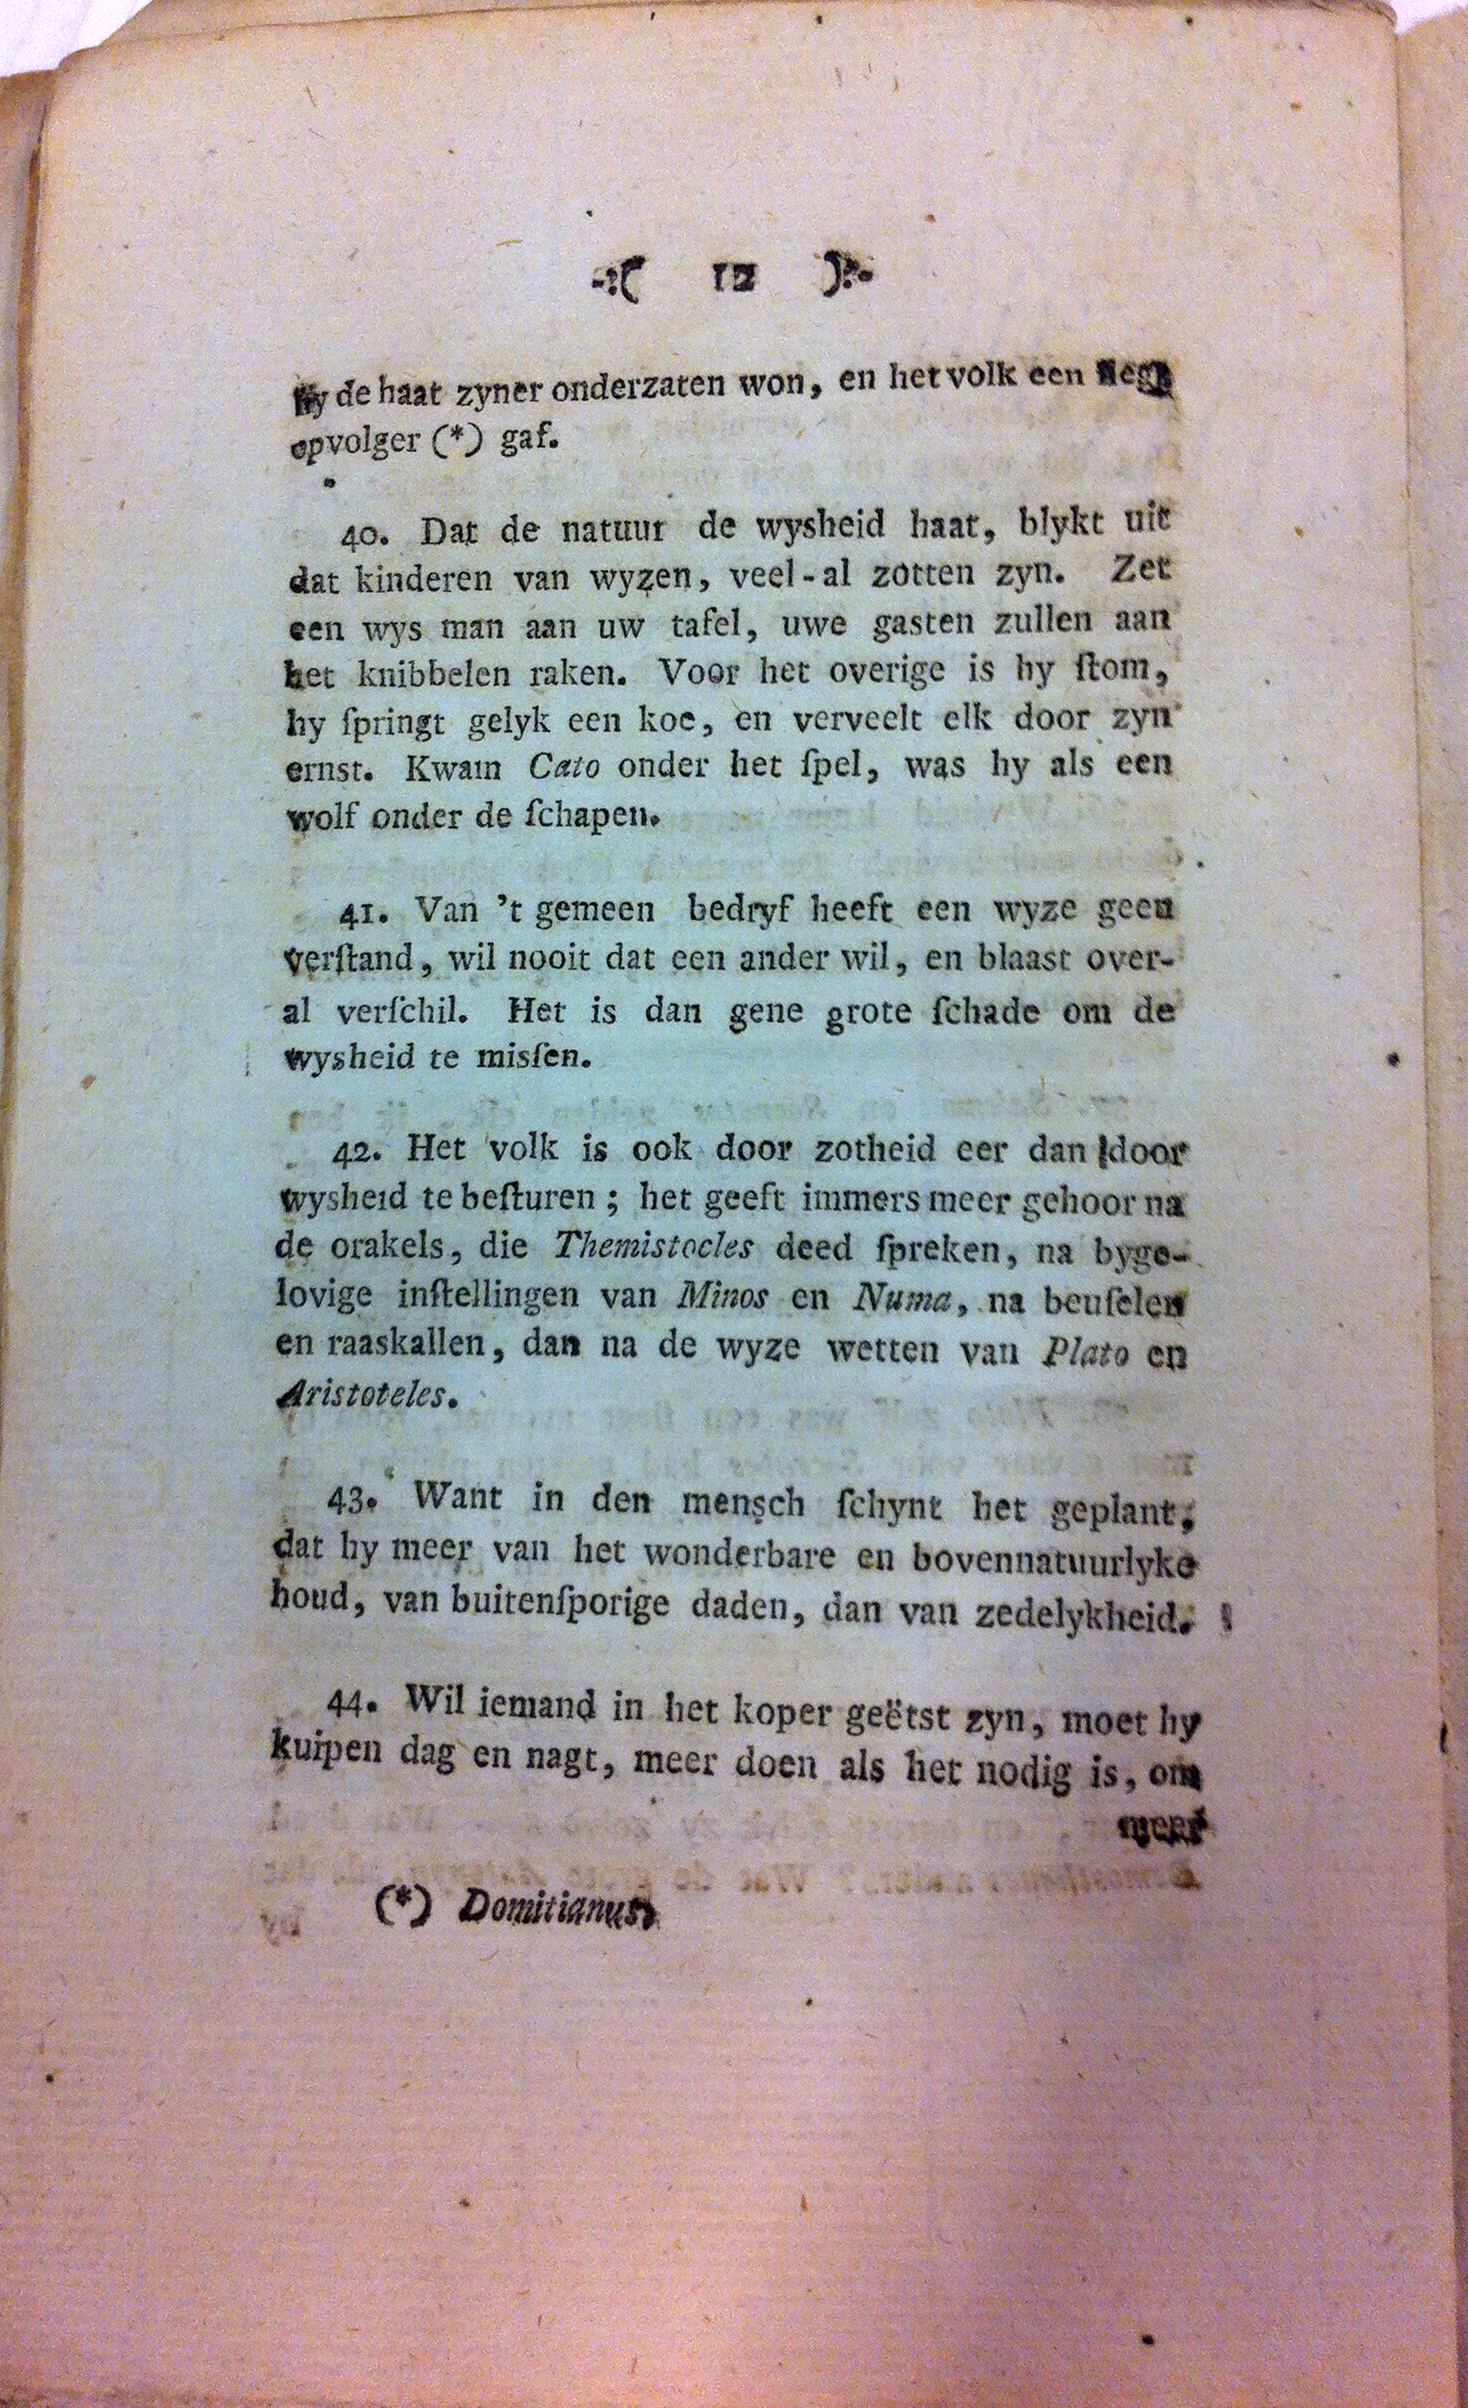 -:( 12 ):-
hy de haat zyner onderzaten won, en het volk een
opvolger (*) gaf.
40. Dat de natuur de wysheid haat, blykt uit
dat kinderen van wyzen, veel-al zotten zyn. Zet
een wys man aan uw tafel, uwe gasten zullen aan
het knibbelen raken. Voor het overige is hy ſtom,
hy ſpringt gelyk een koe, en verveelt elk door zyn
ernst. Kwam Cato onder het ſpel, was hy als een
wolf onder de ſchapen.
41. Van 't gemeen bedryf heeft een wyze geen
verſtand, wil nooit dat een ander wil, en blaast over-
al verſchil. Het is dan gene grote ſchade om de
wysheid te misſen.
42. Het volk is ook door zotheid eer dan door
wysheid te beſturen; het geeft immers meer gehoor na
de orakels, die Themistocles deed ſpreken, na byge-
lovige inſtellingen van Minos en Numa, na beuſelen
en raaskallen, dan na de wyze wetten van Plato en
Aristoteles.
43. Want in den mensch ſchynt het geplant,
dat hy meer van het wonderbare en bovennatuurlyke
houd, van buitenſporige daden, dan van zedelykheid.
44. Wil iemand in het koper geëtst zyn, moet hy
kuipen dag en nagt, meer doen als het nodig is, om
meer
(*) Domitianus.